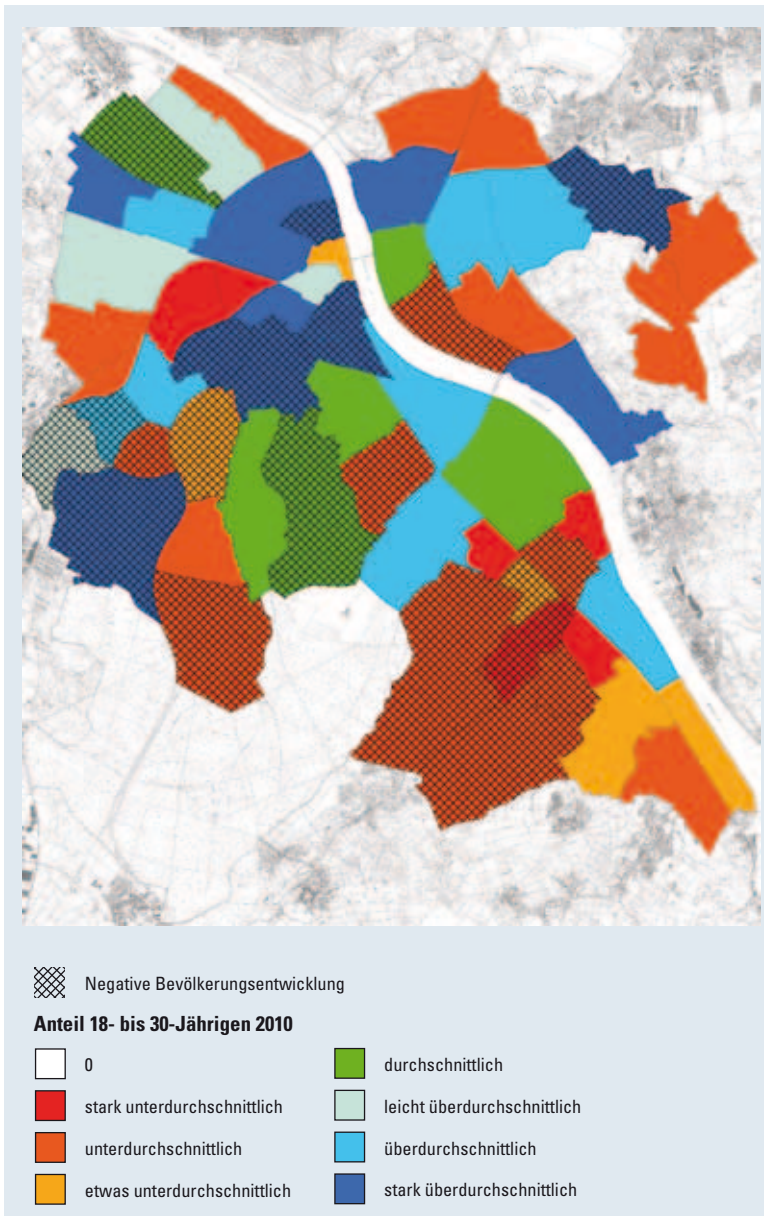 Negative Bevölkerungsentwicklung
Anteil 18- bis 30-Jährigen 2010
0
stark unterdurchschnittlich
unterdurchschnittlich
etwas unterdurchschnittlich
durchschnittlich
leicht überdurchschnittlich
überdurchschnittlich
stark überdurchschnittlich